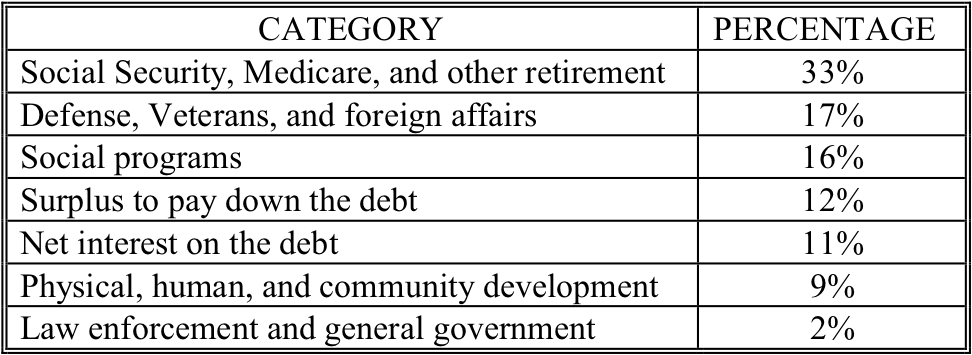 CATEGORY PERCENTAGE
Social Security, Medicare, and other retirement 33%
Defense, Veterans, and foreign affairs 17%
Social programs 16%
Surplus to pay down the debt 12%
Net interest on the debt 11%
Physical, human, and community development 9%
Law enforcement and general government 2%